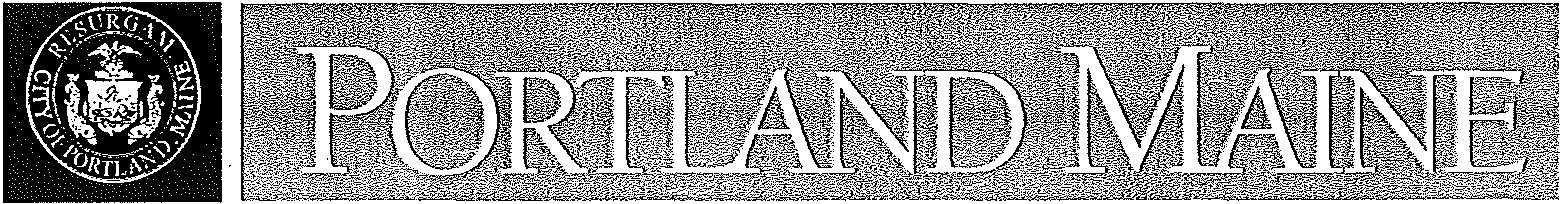 RESURGAM
CITY OF PORTLAND, MAINE
PORTLAND MAINE